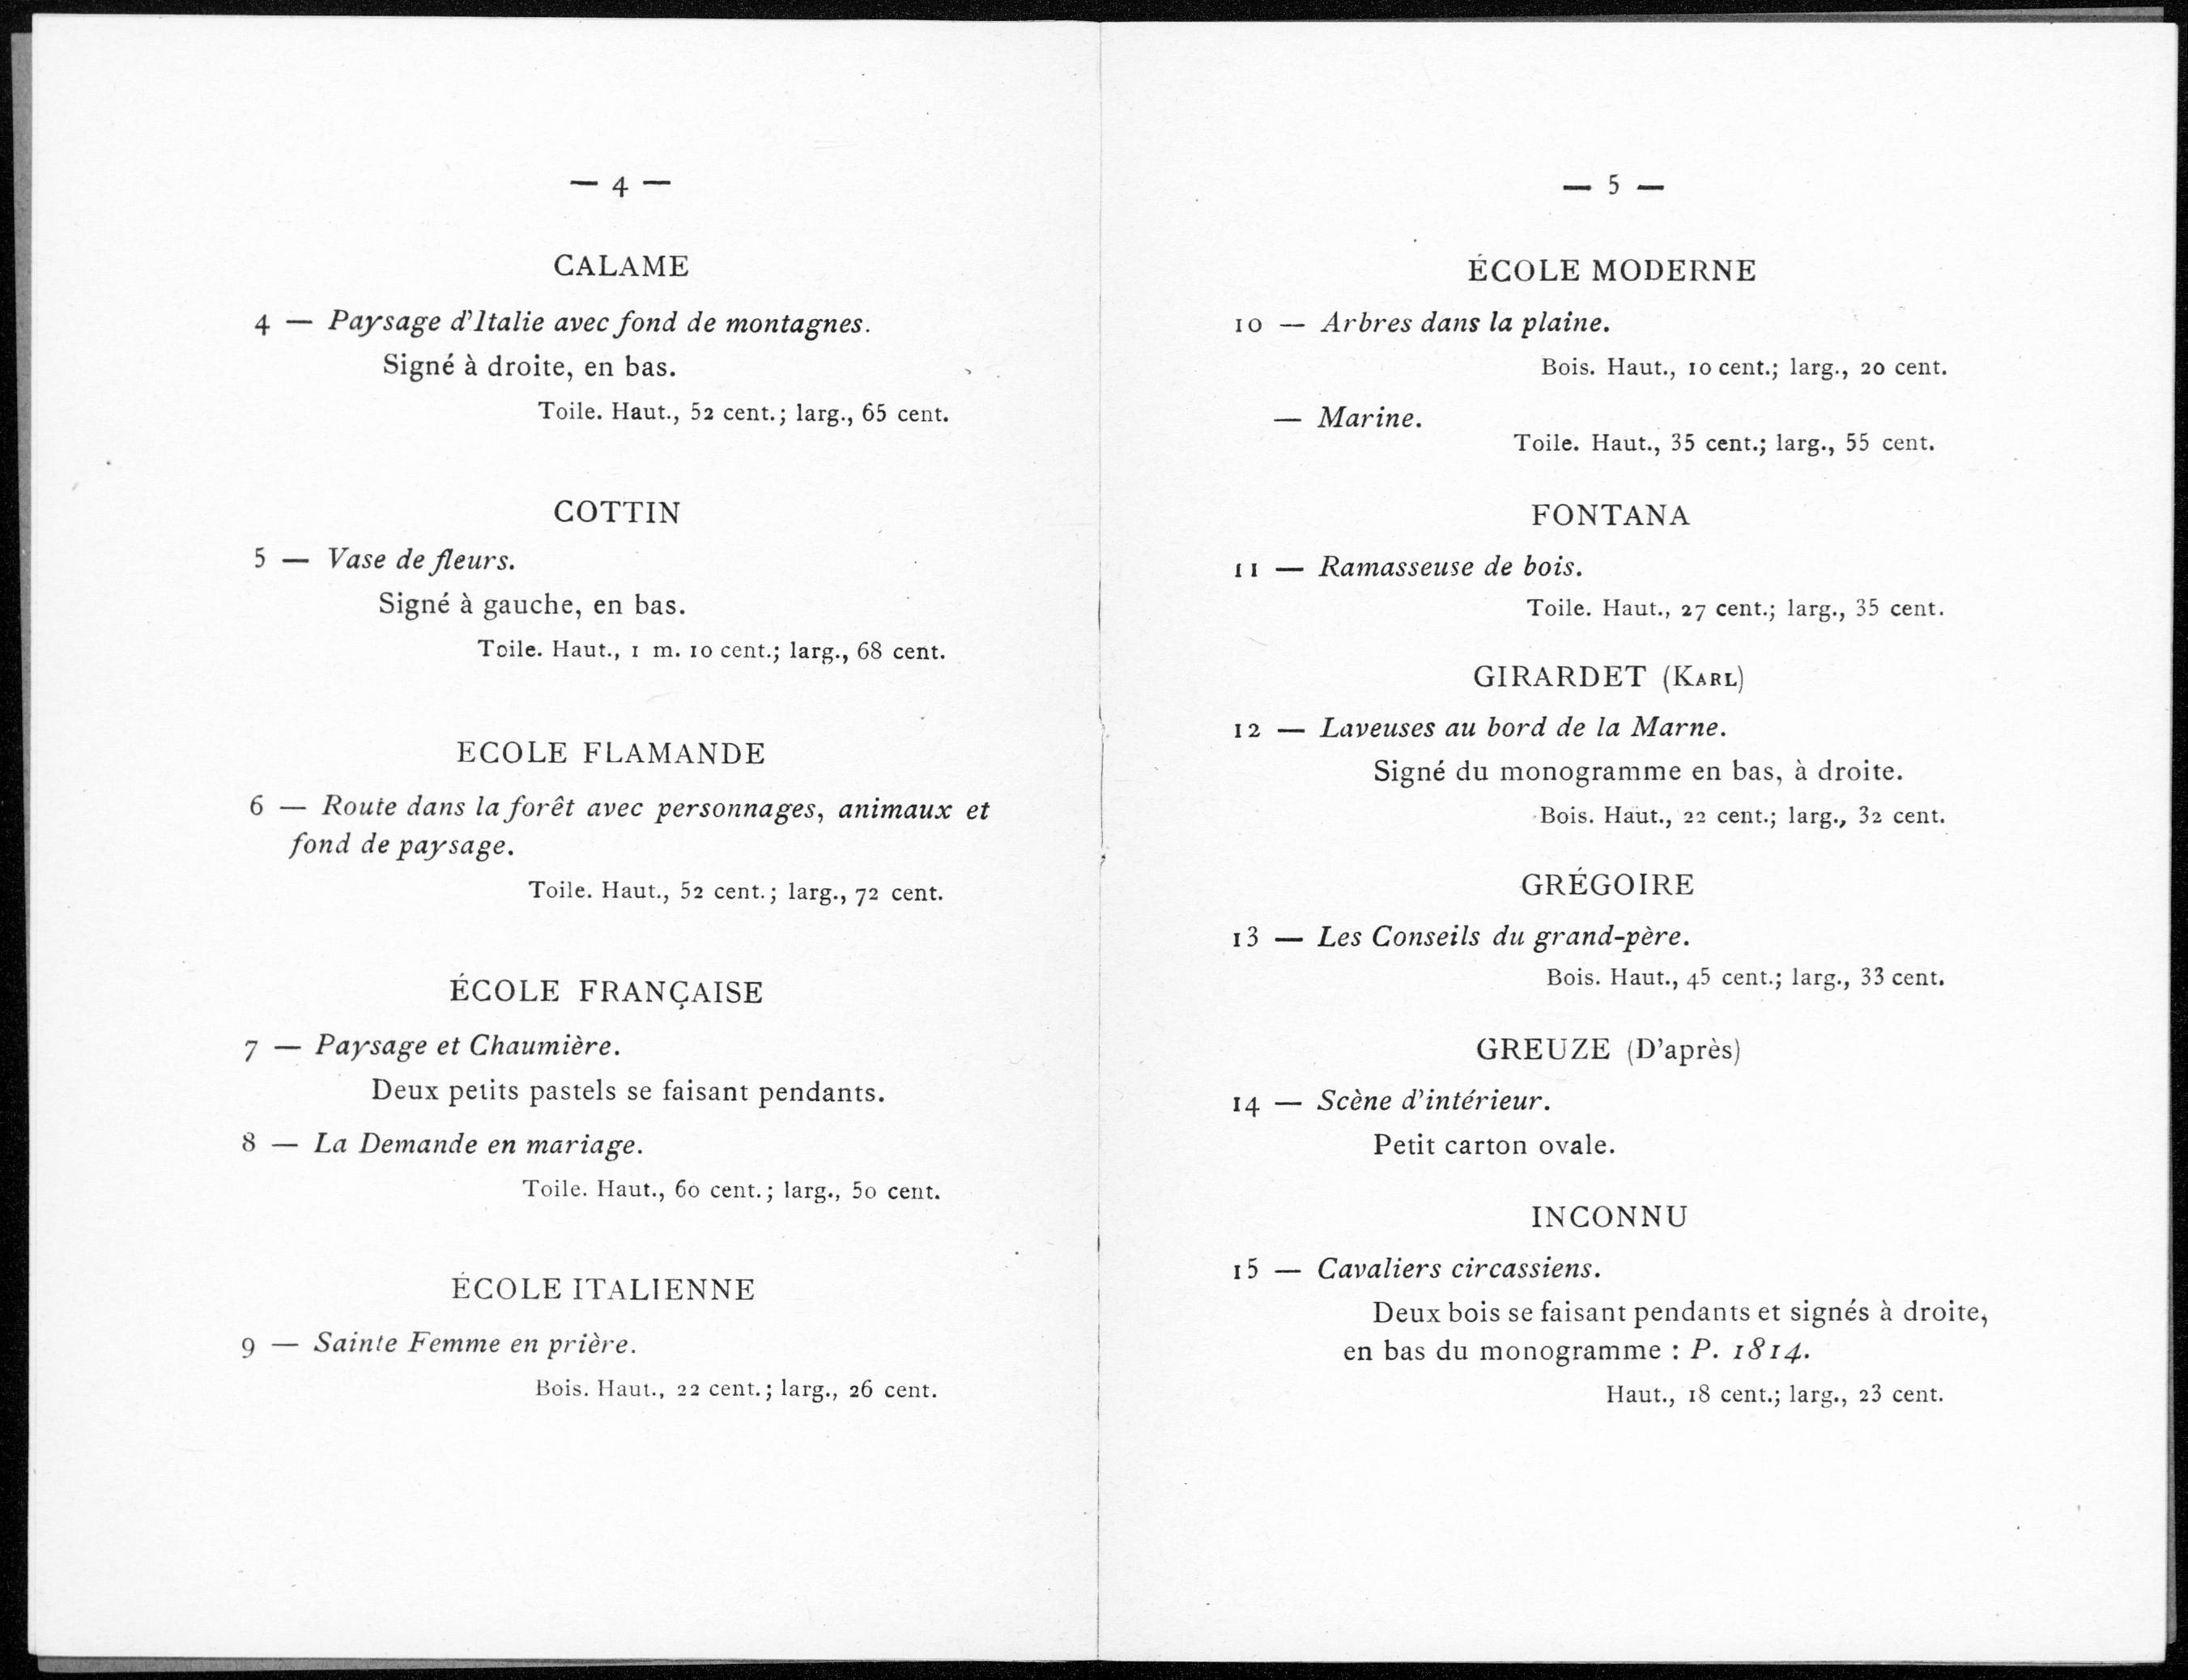 — 4 —
CALAME
4 — Paysage d'Italie avec fond de montagnes.
Signé à droite, en bas.
Toile. Haut., 52 cent.; larg., 65 cent.
COTTIN
5 — Vase de fleurs.
Signé à gauche, en bas.
Toile. Haut., 1 m. 10 cent.; larg., 68 cent.
ECOLE FLAMANDE
6 — Route dans la forêt avec personnages, animaux et
fond de paysage.
Toile. Haut., 52 cent.; larg., 72 cent.
ÉCOLE FRANÇAISE
7 — Paysage et Chaumière.
Deux petits pastels se faisant pendants.
8 — La Demande en mariage.
Toile. Haut., 60 cent.; larg., 50 cent.
ÉCOLE ITALIENNE
9 — Sainte Femme en prière.
Bois. Haut., 22 cent.; larg., 26 cent.
— 5 —
ÉCOLE MODERNE
10 — Arbres dans la plaine.
Bois. Haut., 10 cent.; larg., 20 cent.
— Marine.
Toile. Haut., 35 cent.; larg., 55 cent.
FONTANA
11 — Ramasseuse de bois.
Toile. Haut., 27 cent.; larg., 35 cent.
GIRARDET (KARL)
12 — Laveuses au bord de la Marne.
Signé du monogramme en bas, à droite.
Bois. Haut., 22 cent.; larg., 32 cent.
GRÉGOIRE
13 — Les Conseils du grand-père.
Bois. Haut., 45 cent.; larg., 33 cent.
GREUZE (D'après)
14 — Scène d'intérieur.
Petit carton ovale.
INCONNU
15 — Cavaliers circassiens.
Deux bois se faisant pendants et signés à droite,
en bas du monogramme : P. 1814.
Haut., 18 cent.; larg., 23 cent.